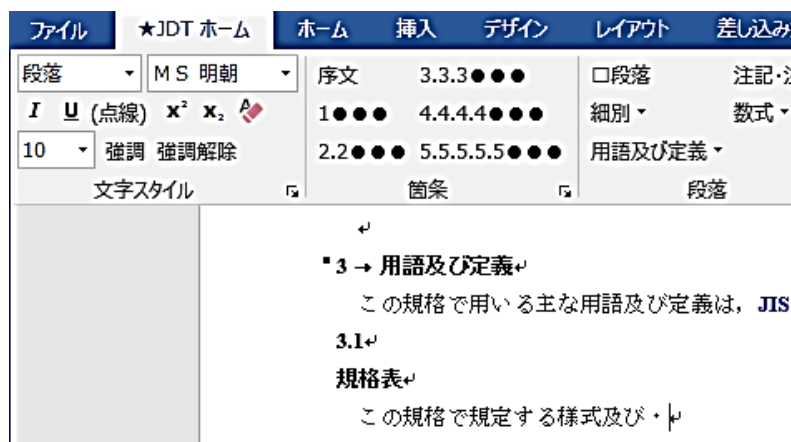 ファイル ★JDT ホーム ホーム 挿入 デザイン レイアウト 差し込み
段落 ＭＳ 明朝 序文 3.3.3●●● 口段落 注記・
I U (点線) x² x₂ A 1●●● 4.4.4.4●●● 細別 数式
10 強調 強調解除 2.2●●● 5.5.5.5.5●●● 用語及び定義
文字スタイル 箇条 段落
↵
▪3 → 用語及び定義↵
この規格で用いる主な用語及び定義は，JIS
3.1↵
規格表↵
この規格で規定する様式及び・↵